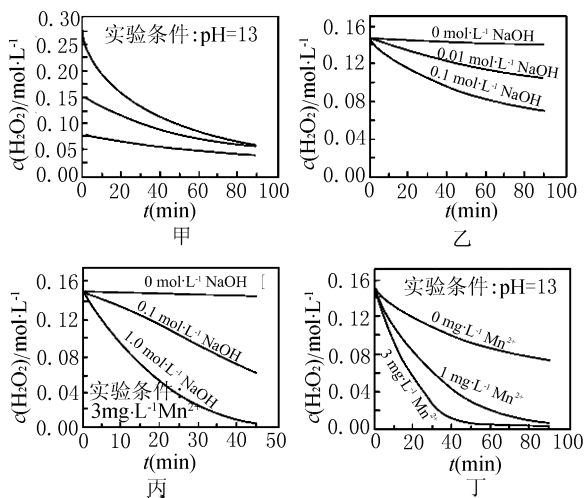 c(H₂O₂)/mol·L⁻¹
0.30
0.25
0.20
0.15
0.10
0.05
0.00
实验条件:pH=13
0 20 40 60 80 100
t(min)
甲
c(H₂O₂)/mol·L⁻¹
0.16
0.12
0.08
0.04
0.00
0 mol·L⁻¹ NaOH
0.01 mol·L⁻¹ NaOH
0.1 mol·L⁻¹ NaOH
0 20 40 60 80 100
t(min)
乙
c(H₂O₂)/mol·L⁻¹
0.16
0.12
0.08
0.04
0.00
0 mol·L⁻¹ NaOH
0.1 mol·L⁻¹ NaOH
1.0 mol·L⁻¹ NaOH
实验条件:
3mg·L⁻¹Mn²⁺
0 10 20 30 40 50
t(min)
丙
c(H₂O₂)/mol·L⁻¹
0.16
0.12
0.08
0.04
0.00
实验条件:pH=13
0 mg·L⁻¹ Mn²⁺
1 mg·L⁻¹ Mn²⁺
3 mg·L⁻¹ Mn²⁺
0 20 40 60 80 100
t(min)
丁